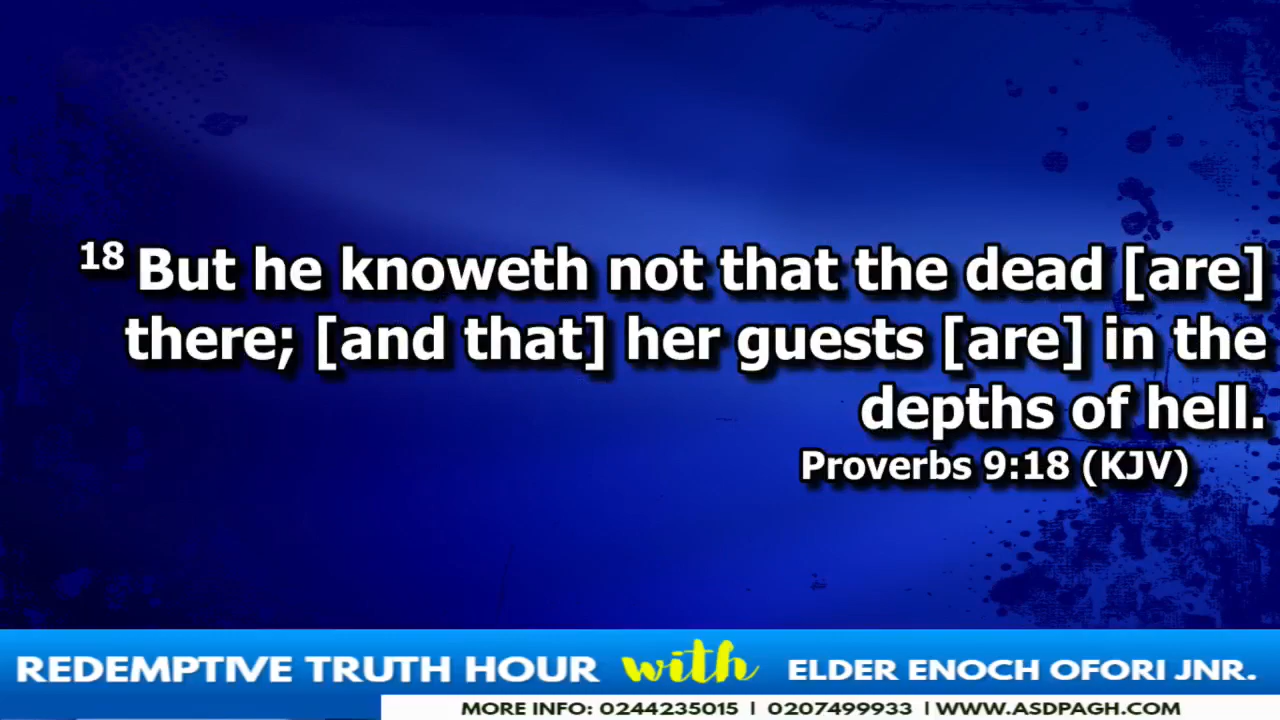 18 But he knoweth not that the dead [are]
there; [and that] her guests [are] in the
depths of hell.
Proverbs 9:18 (KJV)
REDEMPTIVE TRUTH HOUR with ELDER ENOCH OFORI JNR.
MORE INFO: 0244235015 | 0207499933 | WWW.ASDPAGH.COM